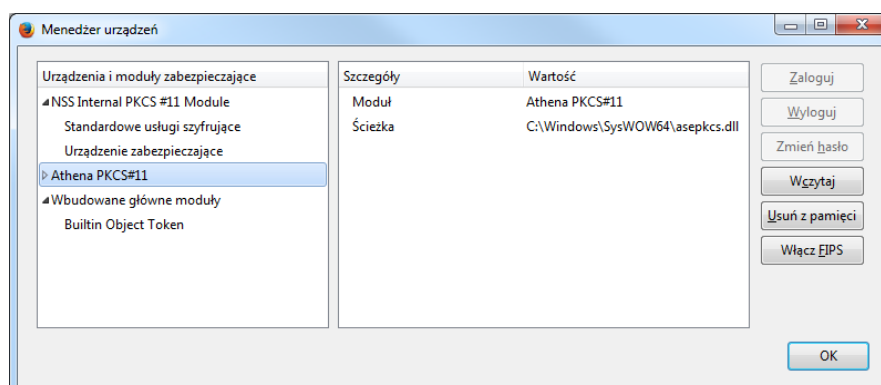 Menedżer urządzeń
Urządzenia i moduły zabezpieczające
NSS Internal PKCS #11 Module
Standardowe usługi szyfrujące
Urządzenie zabezpieczające
Athena PKCS#11
Wbudowane główne moduły
Builtin Object Token
Szczegóły Wartość
Moduł Athena PKCS#11
Ścieżka C:\Windows\SysWOW64\asepkcs.dll
Zaloguj
Wyloguj
Zmień hasło
Wczytaj
Usuń z pamięci
Włącz FIPS
OK